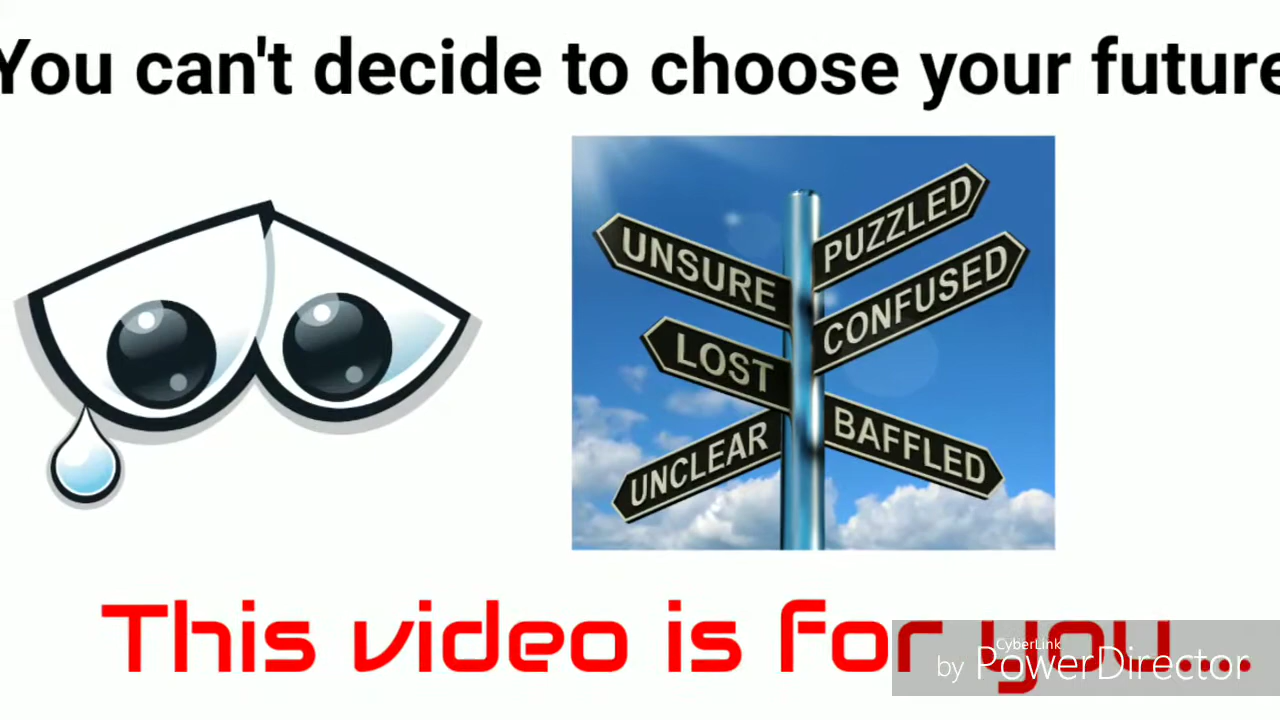 You can't decide to choose your future
UNSURE
PUZZLED
CONFUSED
LOST
UNCLEAR
BAFFLED
This video is for you...
CyberLink
by PowerDirector